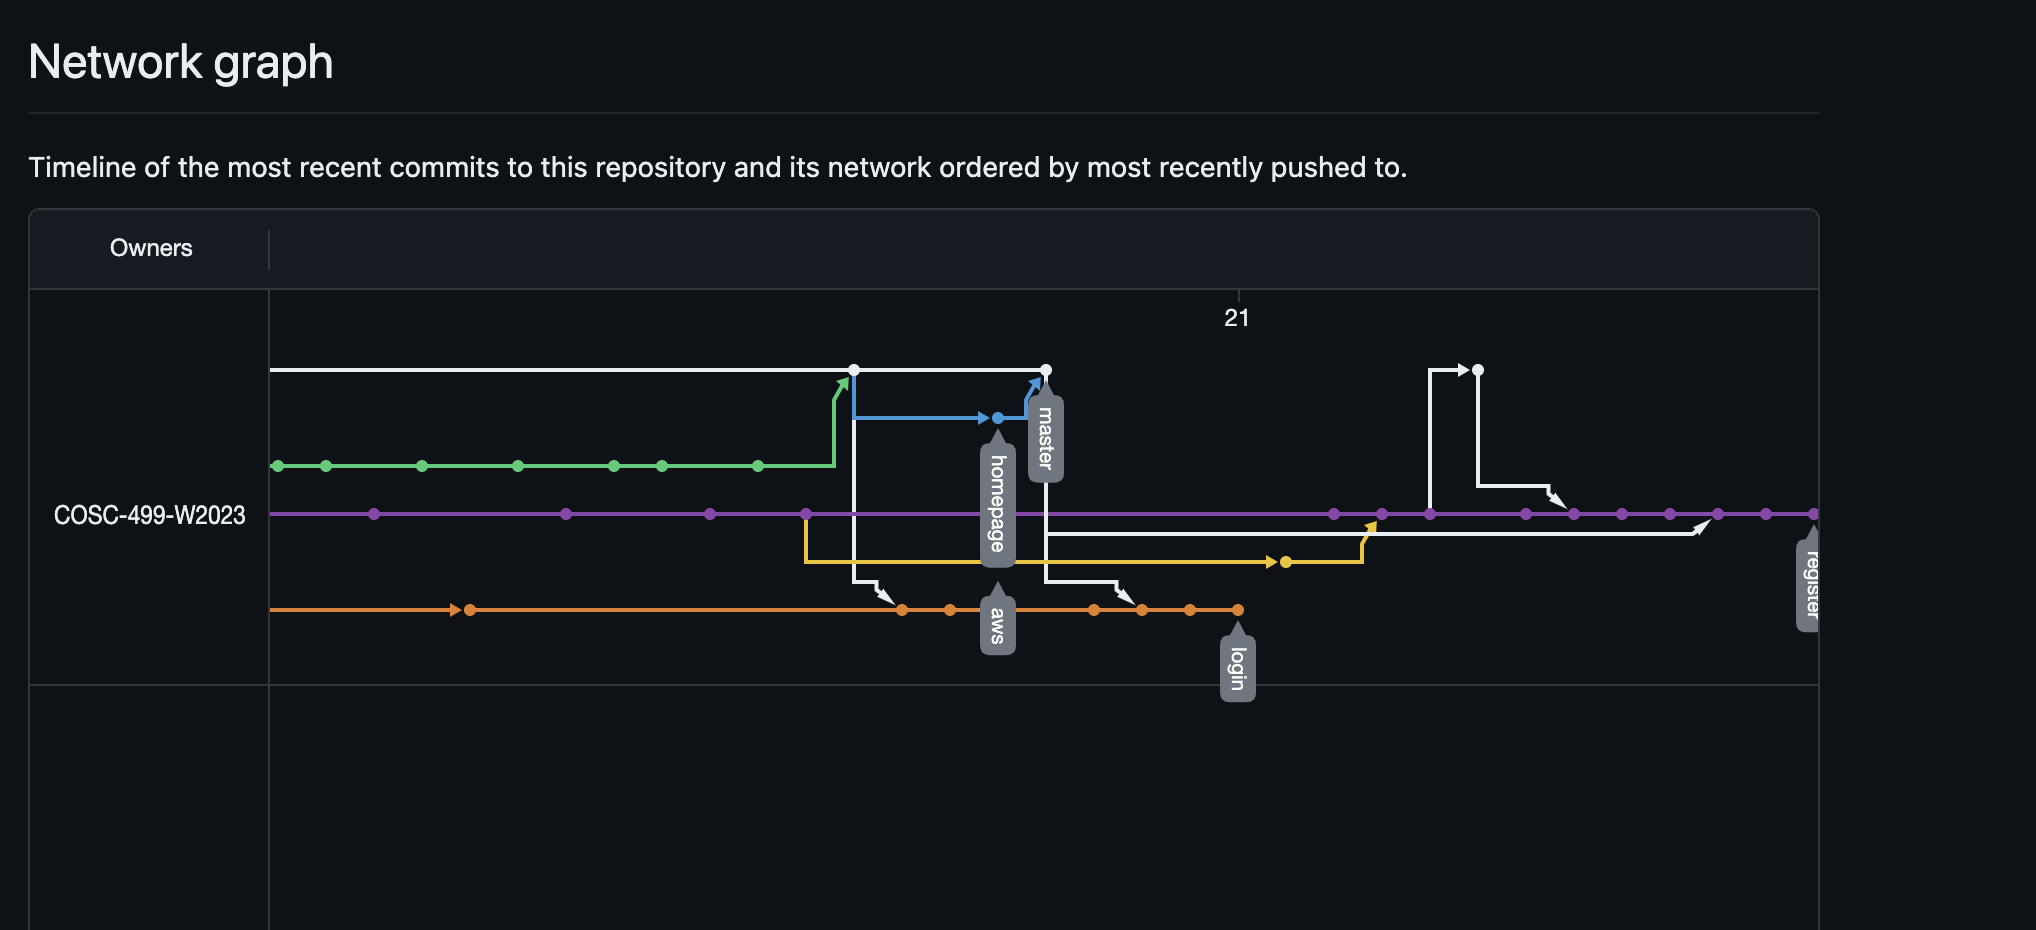 Network graph
Timeline of the most recent commits to this repository and its network ordered by most recently pushed to.
Owners
21
COSC-499-W2023
master
homepage
aws
login
register